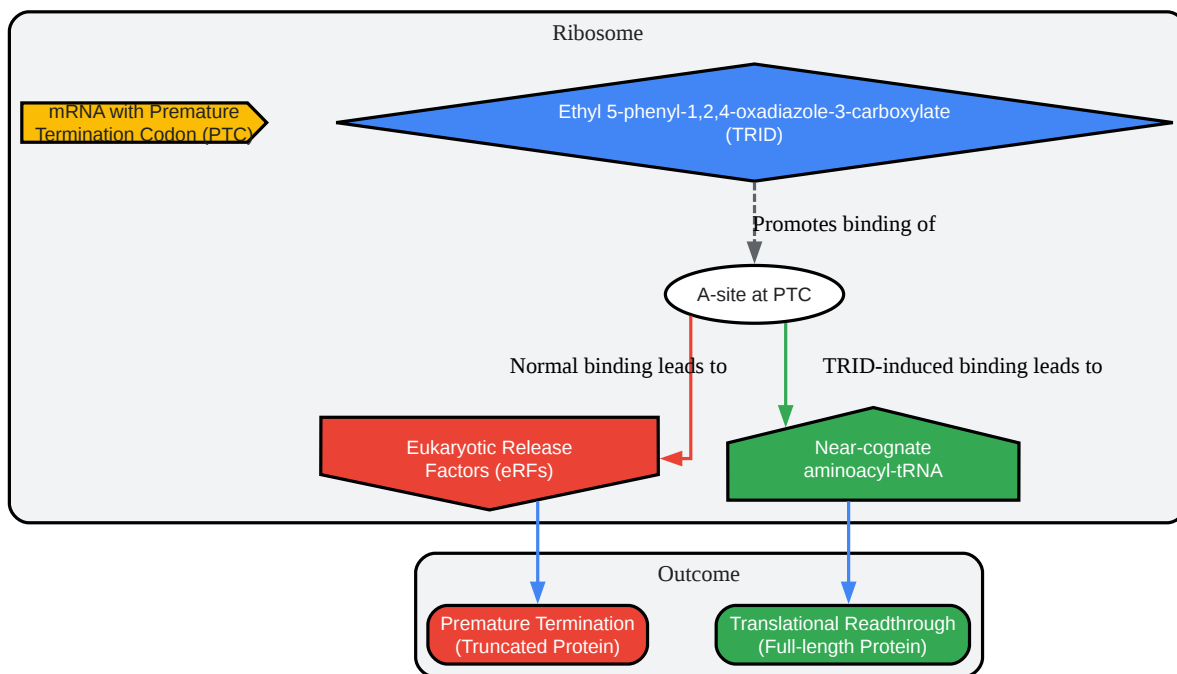 Ribosome
mRNA with Premature
Termination Codon (PTC)
Ethyl 5-phenyl-1,2,4-oxadiazole-3-carboxylate
(TRID)
Promotes binding of
A-site at PTC
Normal binding leads to
TRID-induced binding leads to
Eukaryotic Release
Factors (eRFs)
Near-cognate
aminoacyl-tRNA
Outcome
Premature Termination
(Truncated Protein)
Translational Readthrough
(Full-length Protein)